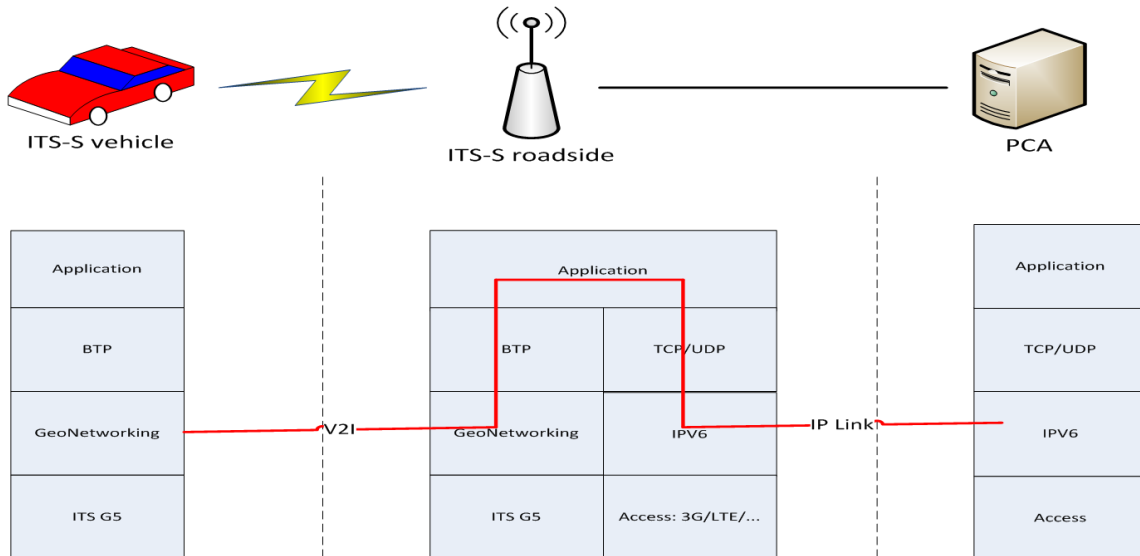 ITS-S vehicle
ITS-S roadside
PCA
Application
BTP
GeoNetworking
ITS G5
V2I
Application
BTP
TCP/UDP
GeoNetworking
IPV6
ITS G5
Access: 3G/LTE/...
IP Link
Application
TCP/UDP
IPV6
Access